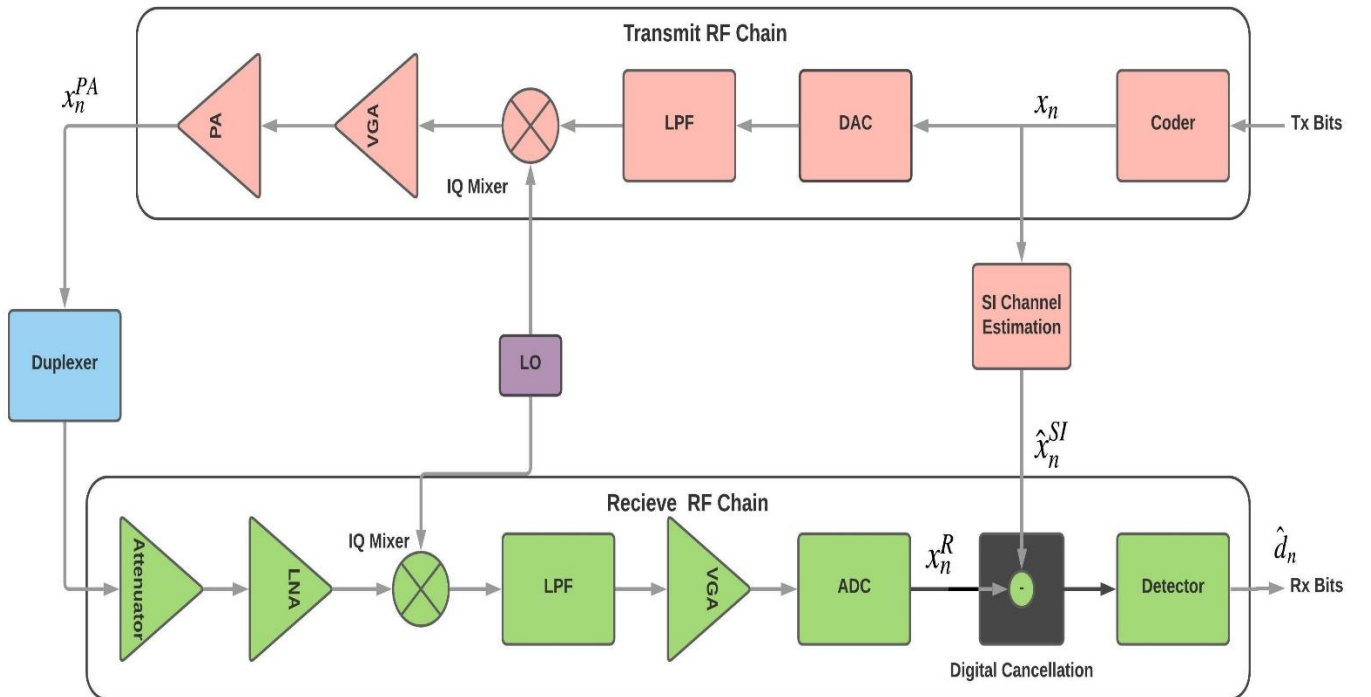 Transmit RF Chain
x_n^{PA}
PA
VGA
IQ Mixer
LPF
DAC
x_n
Coder
Tx Bits
Duplexer
LO
SI Channel
Estimation
\hat{x}_n^{SI}
Recieve RF Chain
Attenuator
LNA
IQ Mixer
LPF
VGA
ADC
x_n^R
-
Detector
\hat{d}_n
Rx Bits
Digital Cancellation